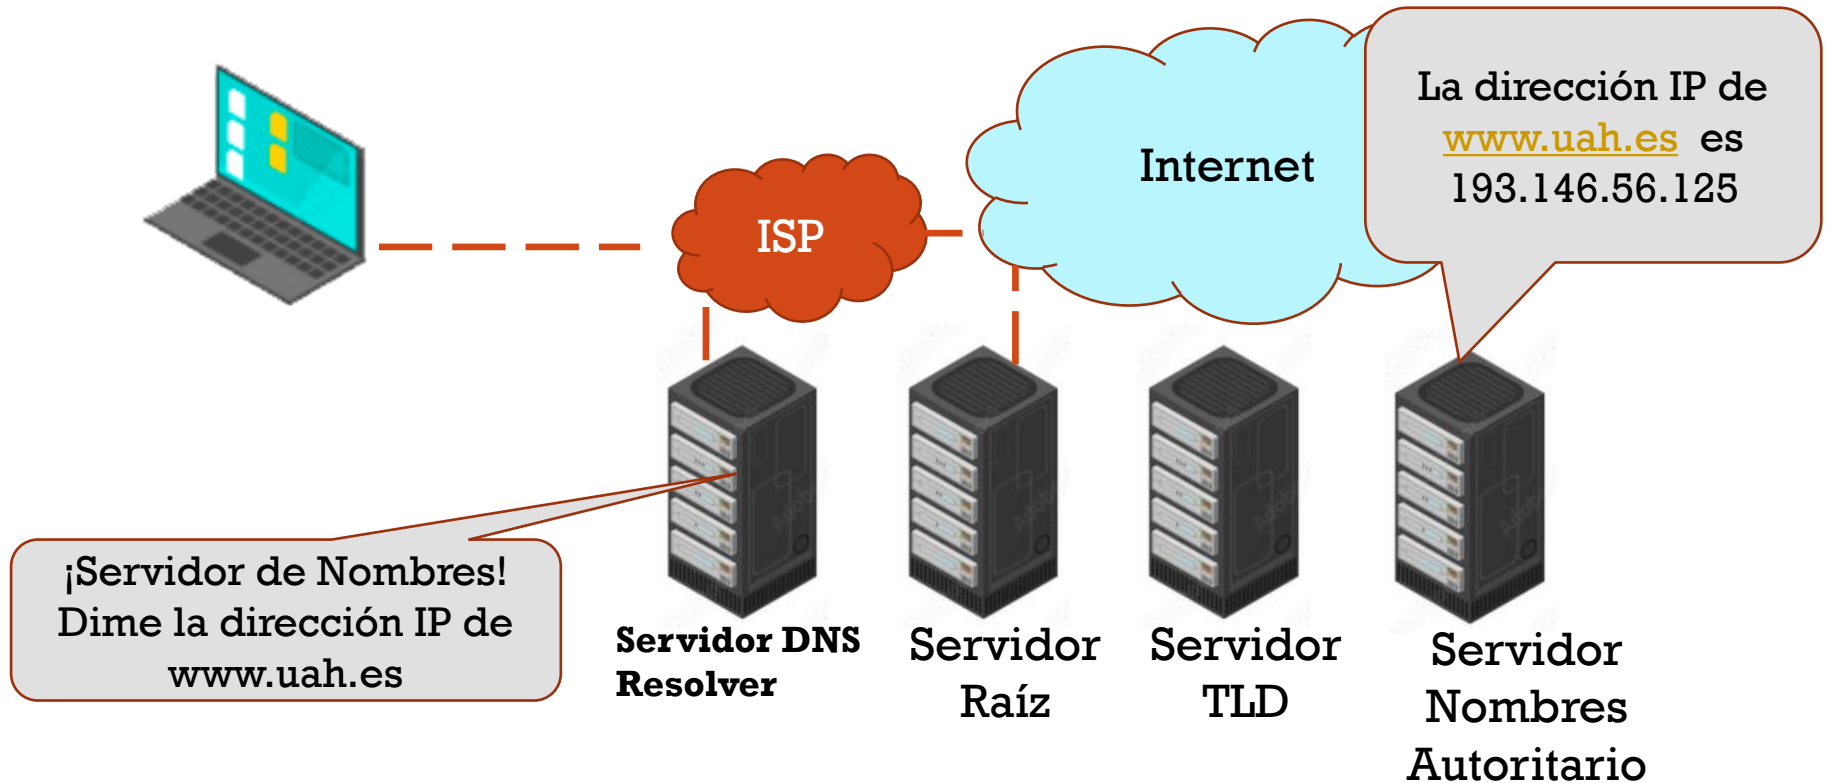 La dirección IP de
www.uah.es es
193.146.56.125
Internet
ISP
¡Servidor de Nombres!
Dime la dirección IP de
www.uah.es
Servidor DNS
Resolver
Servidor
Raíz
Servidor
TLD
Servidor
Nombres
Autoritario